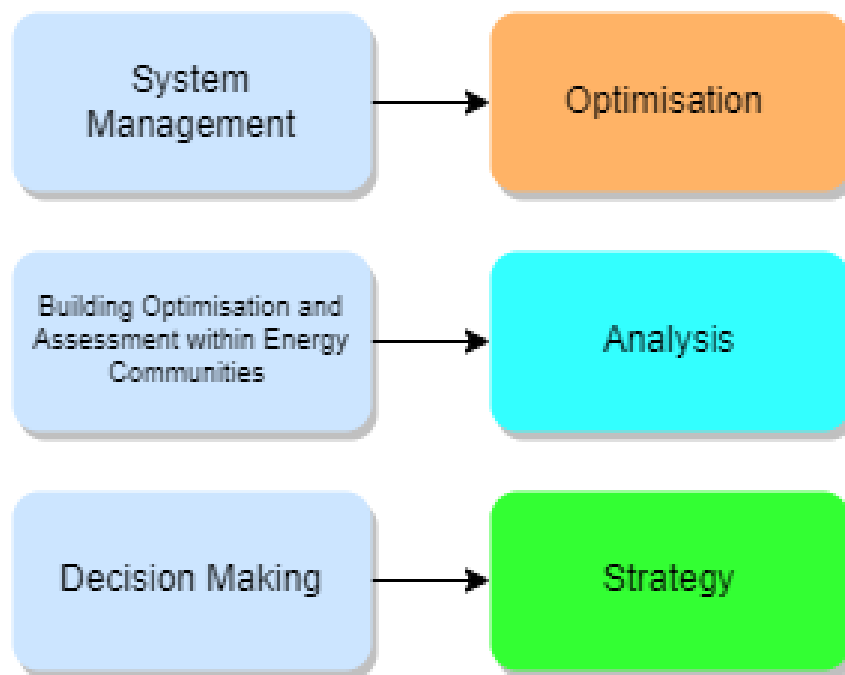 System
Management
Optimisation
Building Optimisation and
Assessment within Energy
Communities
Analysis
Decision Making
Strategy